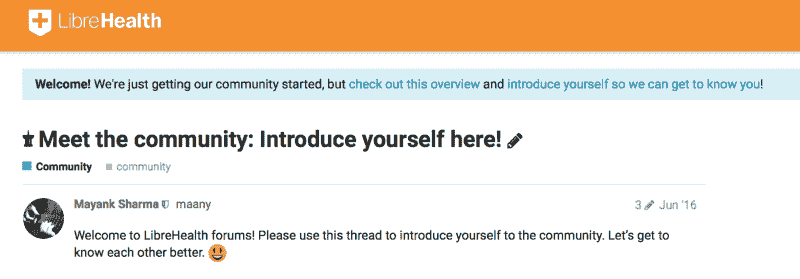 LibreHealth
Welcome! We're just getting our community started, but check out this overview and introduce yourself so we can get to know you!
Meet the community: Introduce yourself here!
Community community
Mayank Sharma maany 3 Jun '16
Welcome to LibreHealth forums! Please use this thread to introduce yourself to the community. Let's get to
know each other better.